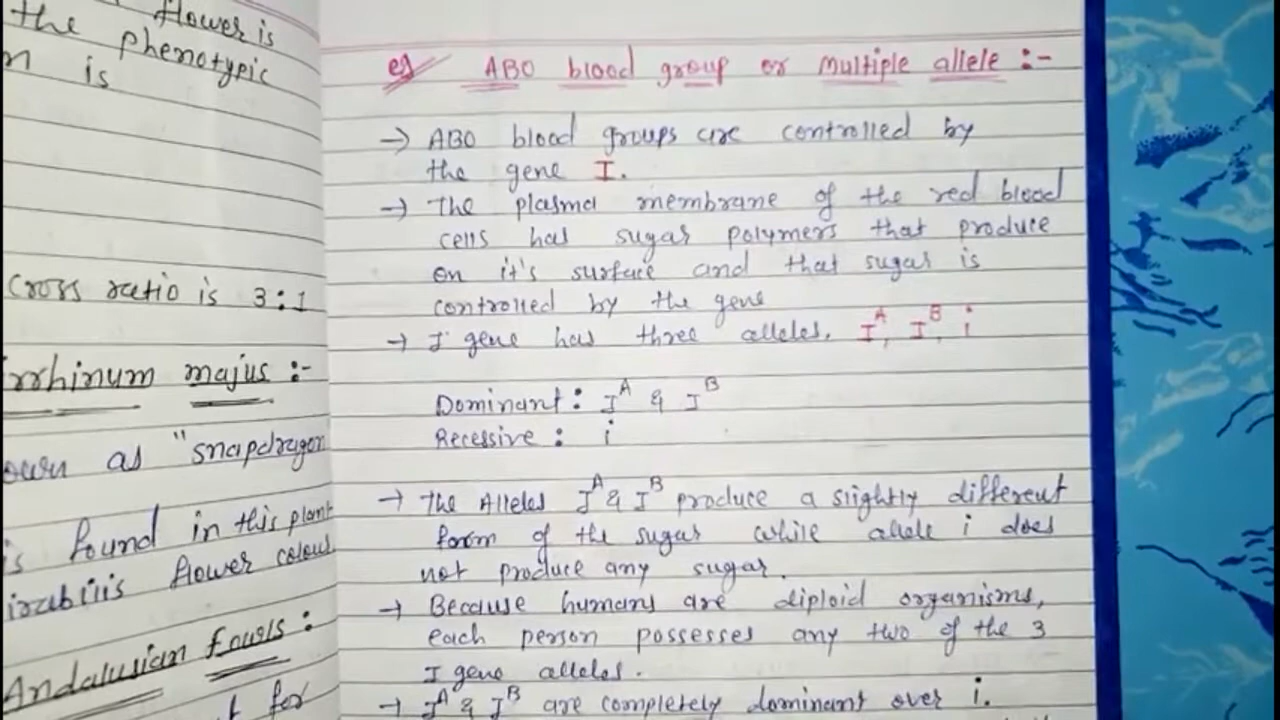 flower is
the phenotypic
n is
cross ratio is 3:1
rrhinum majus :-
own as "snapdragon
is found in this plant
irabilis flower colour
Andalusian fowls :
t for
eg ABO blood group or multiple allele :-
→ ABO blood groups are controlled by
the gene I.
→ The plasma membrane of the red blood
cells has sugar polymers that produce
on it's surface and that sugar is
controlled by the gene
→ I gene has three alleles. I^A, I^B, i
Dominant : I^A & I^B
Recessive : i
→ The Alleles I^A & I^B produce a slightly different
form of the sugar while allele i does
not produce any sugar.
→ Because humans are diploid organisms,
each person possesses any two of the 3
I gene alleles.
→ I^A & I^B are completely dominant over i.